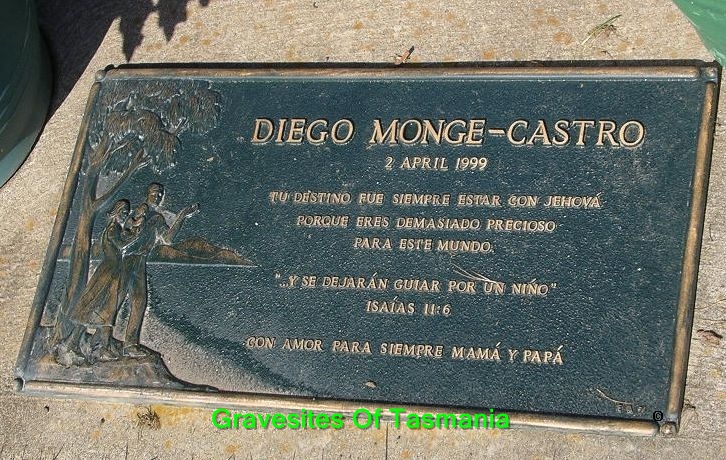 DIEGO MONGE-CASTRO
2 APRIL 1999
TU DESTINO FUE SIEMPRE ESTAR CON JEHOVÁ
PORQUE ERES DEMASIADO PRECIOSO
PARA ESTE MUNDO.
"..Y SE DEJARÁN GUIAR POR UN NIÑO"
ISAÍAS 11:6
CON AMOR PARA SIEMPRE MAMÁ Y PAPÁ
Gravesites Of Tasmania